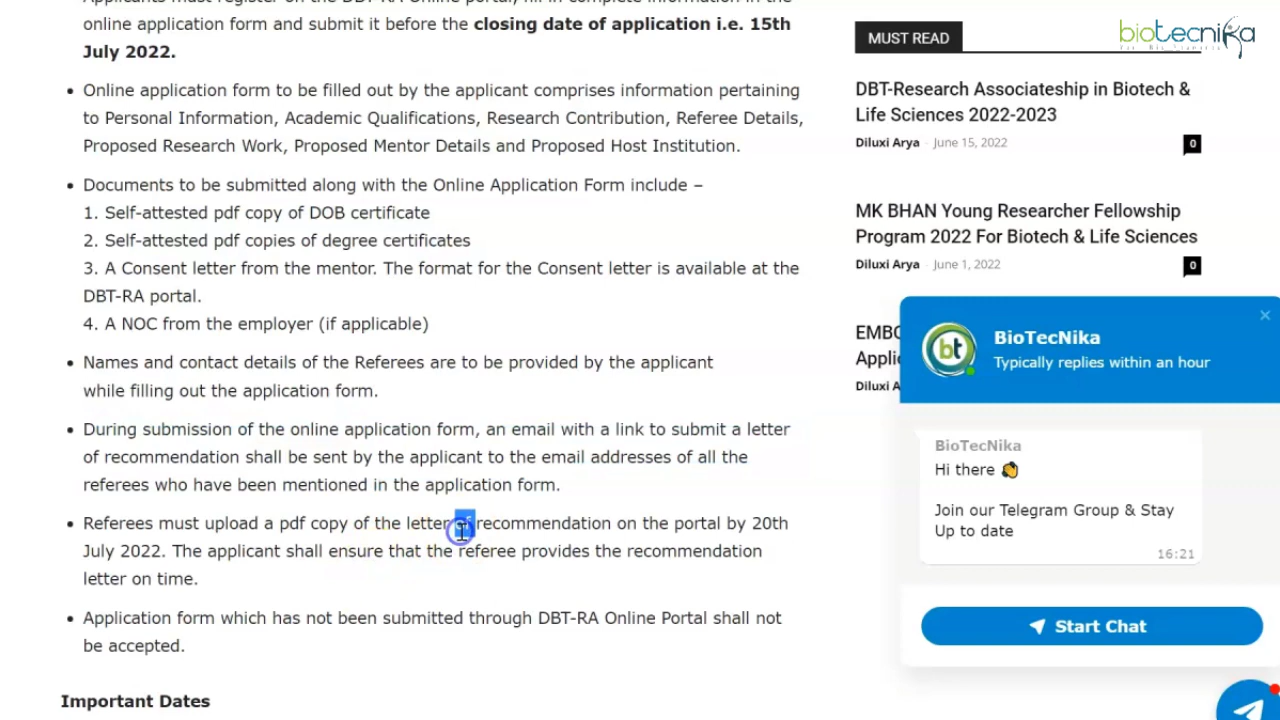 Applicants must register on the DBT-RA Online portal, fill in complete information in the
online application form and submit it before the closing date of application i.e. 15th
July 2022.
• Online application form to be filled out by the applicant comprises information pertaining
to Personal Information, Academic Qualifications, Research Contribution, Referee Details,
Proposed Research Work, Proposed Mentor Details and Proposed Host Institution.
• Documents to be submitted along with the Online Application Form include –
1. Self-attested pdf copy of DOB certificate
2. Self-attested pdf copies of degree certificates
3. A Consent letter from the mentor. The format for the Consent letter is available at the
DBT-RA portal.
4. A NOC from the employer (if applicable)
• Names and contact details of the Referees are to be provided by the applicant
while filling out the application form.
• During submission of the online application form, an email with a link to submit a letter
of recommendation shall be sent by the applicant to the email addresses of all the
referees who have been mentioned in the application form.
• Referees must upload a pdf copy of the letter of recommendation on the portal by 20th
July 2022. The applicant shall ensure that the referee provides the recommendation
letter on time.
• Application form which has not been submitted through DBT-RA Online Portal shall not
be accepted.
Important Dates
MUST READ
biotecnika
DBT-Research Associateship in Biotech &
Life Sciences 2022-2023
Diluxi Arya - June 15, 2022
0
MK BHAN Young Researcher Fellowship
Program 2022 For Biotech & Life Sciences
Diluxi Arya - June 1, 2022
0
EMBO
Applic
Diluxi A
bt
BioTecNika
Typically replies within an hour
BioTecNika
Hi there
Join our Telegram Group & Stay
Up to date
16:21
Start Chat